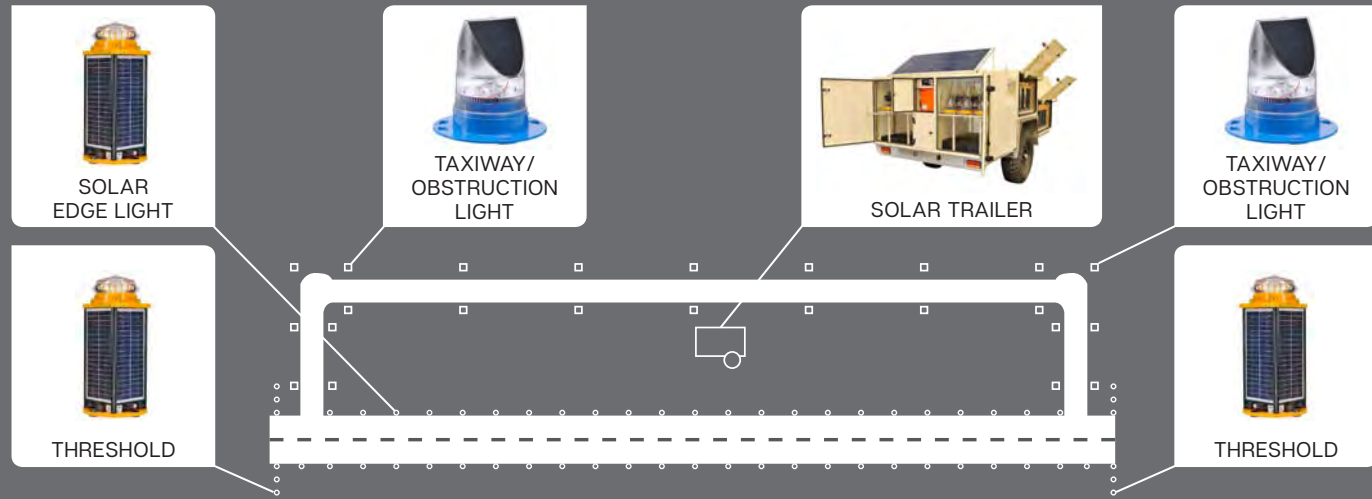 SOLAR
EDGE LIGHT
TAXIWAY/
OBSTRUCTION
LIGHT
SOLAR TRAILER
TAXIWAY/
OBSTRUCTION
LIGHT
THRESHOLD
THRESHOLD